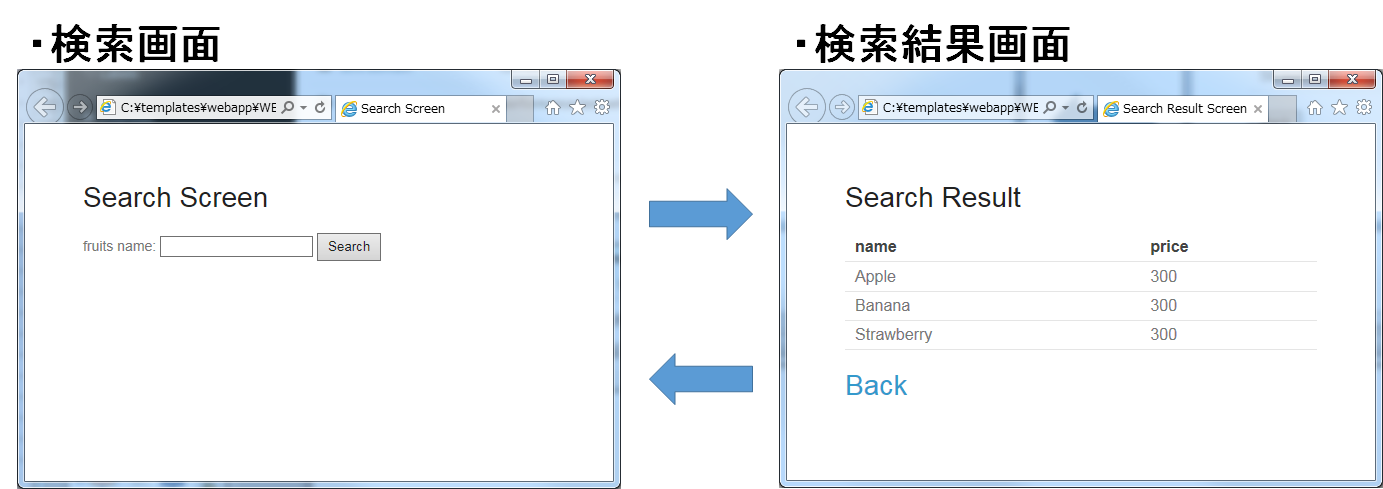 ・検索画面
C:¥templates¥webapp¥WE
Search Screen
Search Screen
fruits name:
Search
・検索結果画面
C:¥templates¥webapp¥WE
Search Result Screen
Search Result
name price
Apple 300
Banana 300
Strawberry 300
Back